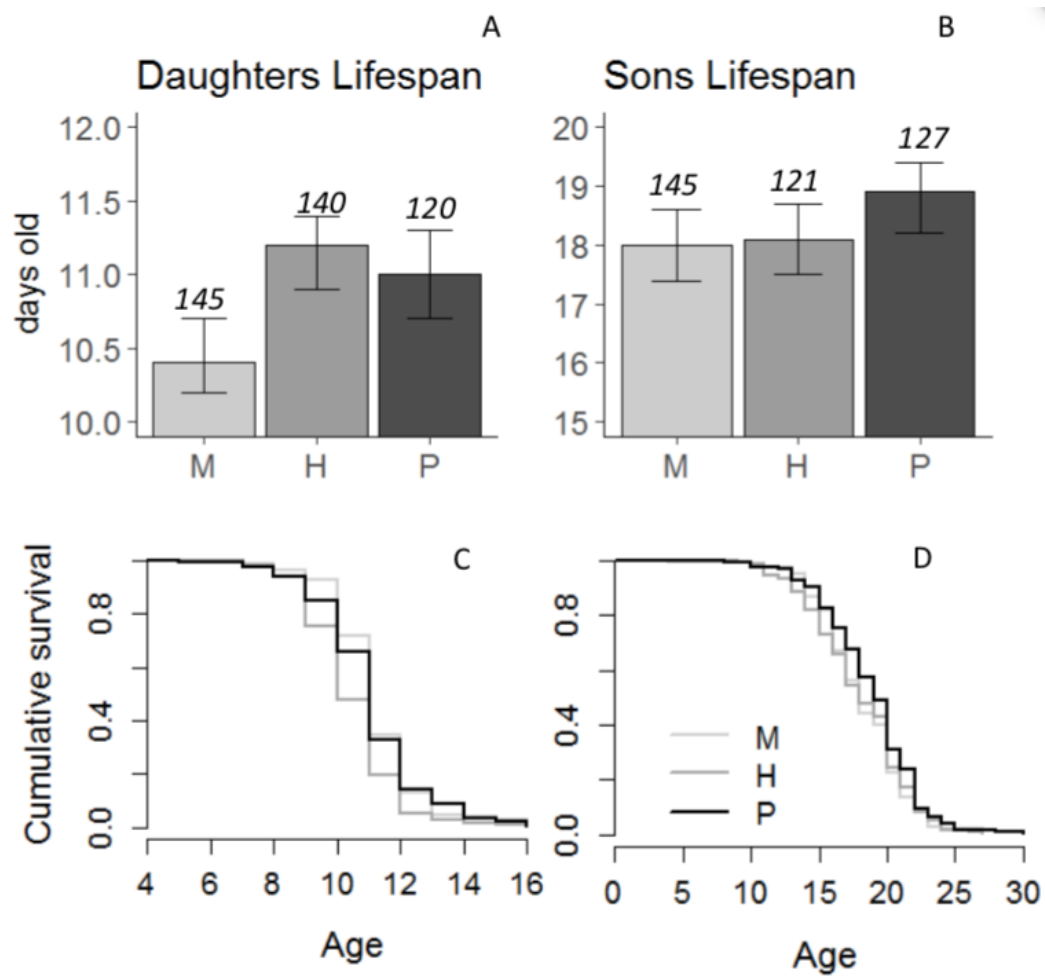 A
B
Daughters Lifespan
Sons Lifespan
days old
12.0
11.5
11.0
10.5
10.0
145
140
120
M
H
P
20
19
18
17
16
15
145
121
127
M
H
P
Cumulative survival
C
0.8
0.4
0.0
4
6
8
10
12
14
16
Age
D
0.8
0.4
0.0
M
H
P
0
5
10
15
20
25
30
Age